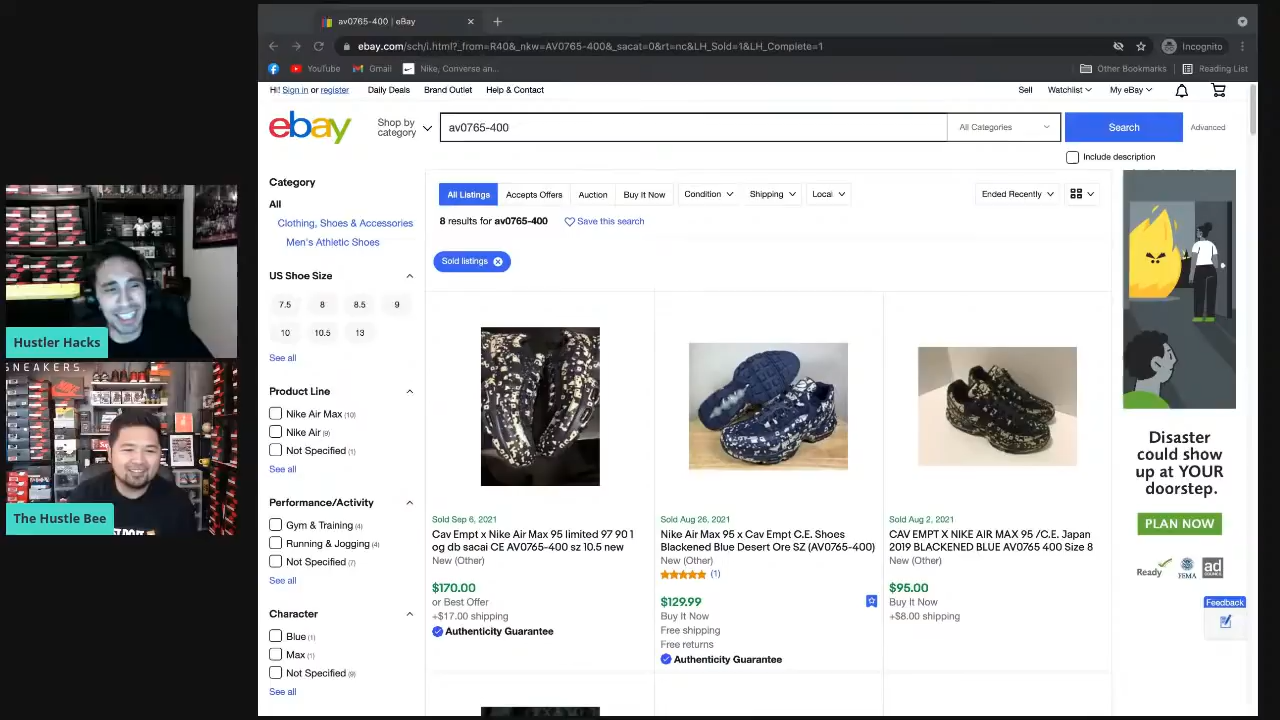 av0765-400 | eBay
ebay.com/sch/i.html?_from=R40&_nkw=AV0765-400&_sacat=0&rt=nc&LH_Sold=1&LH_Complete=1
Incognito
YouTube
Gmail
Nike, Converse an...
Other Bookmarks
Reading List
Hi! Sign in or register
Daily Deals
Brand Outlet
Help & Contact
Sell
Watchlist
My eBay
ebay
Shop by
category
av0765-400
All Categories
Search
Advanced
Include description
Category
All
Clothing, Shoes & Accessories
Men's Athletic Shoes
US Shoe Size
7.5
8
8.5
9
10
10.5
13
See all
Product Line
Nike Air Max (10)
Nike Air (9)
Not Specified (1)
See all
Performance/Activity
Gym & Training (4)
Running & Jogging (4)
Not Specified (7)
See all
Character
Blue (1)
Max (1)
Not Specified (9)
See all
All Listings
Accepts Offers
Auction
Buy It Now
Condition
Shipping
Local
Ended Recently
8 results for av0765-400
Save this search
Sold listings
Sold Sep 6, 2021
Cav Empt x Nike Air Max 95 limited 97 90 1
og db sacai CE AV0765-400 sz 10.5 new
New (Other)
$170.00
or Best Offer
+$17.00 shipping
Authenticity Guarantee
Sold Aug 26, 2021
Nike Air Max 95 x Cav Empt C.E. Shoes
Blackened Blue Desert Ore SZ (AV0765-400)
New (Other)
(1)
$129.99
Buy It Now
Free shipping
Free returns
Authenticity Guarantee
Sold Aug 2, 2021
CAV EMPT X NIKE AIR MAX 95 /C.E. Japan
2019 BLACKENED BLUE AV0765 400 Size 8
New (Other)
$95.00
Buy It Now
+$8.00 shipping
Disaster
could show
up at YOUR
doorstep.
PLAN NOW
Ready
FEMA
ad
Feedback
Hustler Hacks
SNEAKERS.
The Hustle Bee